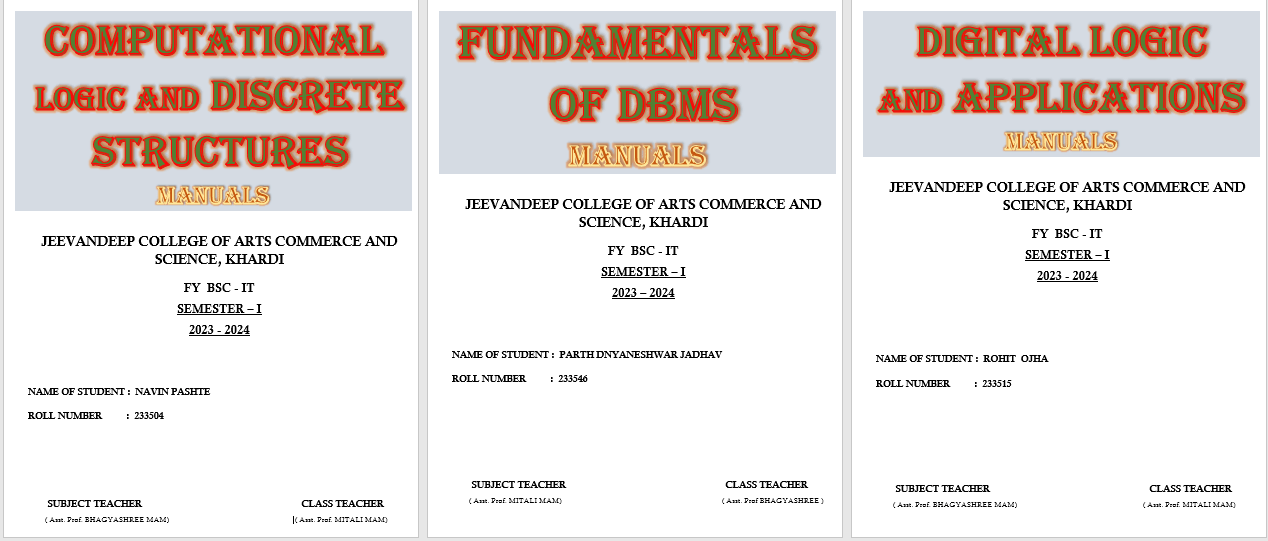 COMPUTATIONAL
LOGIC AND DISCRETE
STRUCTURES
MANUALS
JEEVANDEEP COLLEGE OF ARTS COMMERCE AND
SCIENCE, KHARDI
FY BSC - IT
SEMESTER – I
2023 - 2024
NAME OF STUDENT : NAVIN PASHTE
ROLL NUMBER : 233504
SUBJECT TEACHER CLASS TEACHER
( Asst. Prof. BHAGYASHREE MAM) ( Asst. Prof. MITALI MAM)
FUNDAMENTALS
OF DBMS
MANUALS
JEEVANDEEP COLLEGE OF ARTS COMMERCE AND
SCIENCE, KHARDI
FY BSC - IT
SEMESTER – I
2023 – 2024
NAME OF STUDENT : PARTH DNYANESHWAR JADHAV
ROLL NUMBER : 233546
SUBJECT TEACHER CLASS TEACHER
( Asst. Prof. MITALI MAM) ( Asst. Prof BHAGYASHREE )
DIGITAL LOGIC
AND APPLICATIONS
MANUALS
JEEVANDEEP COLLEGE OF ARTS COMMERCE AND
SCIENCE, KHARDI
FY BSC - IT
SEMESTER – I
2023 - 2024
NAME OF STUDENT : ROHIT OJHA
ROLL NUMBER : 233515
SUBJECT TEACHER CLASS TEACHER
( Asst. Prof. BHAGYASHREE MAM) ( Asst. Prof. MITALI MAM)